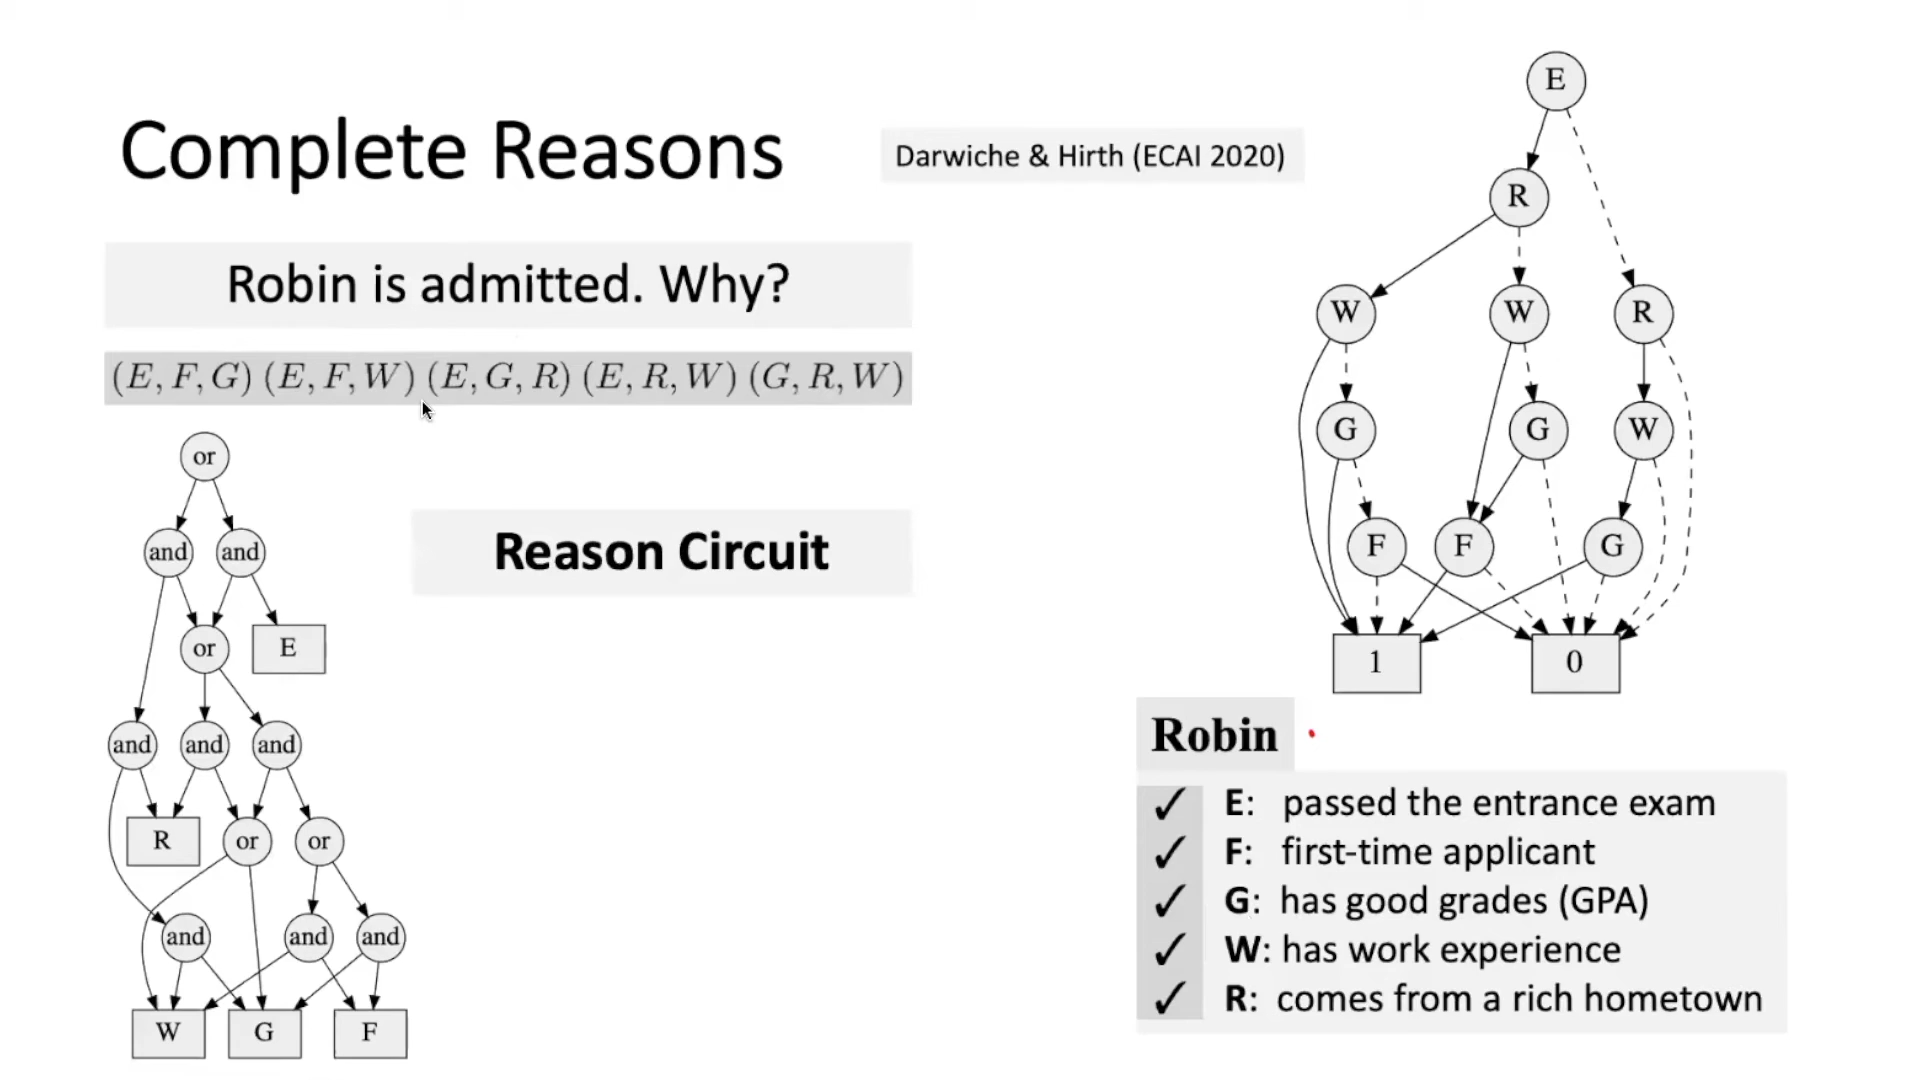 Complete Reasons
Darwiche & Hirth (ECAI 2020)
Robin is admitted. Why?
(E, F, G) (E, F, W) (E, G, R) (E, R, W) (G, R, W)
or
and and
or E
and and and
R or or
and and and
W G F
Reason Circuit
E
R
W W R
G G W
F F G
1 0
Robin
✓ E: passed the entrance exam
✓ F: first-time applicant
✓ G: has good grades (GPA)
✓ W: has work experience
✓ R: comes from a rich hometown